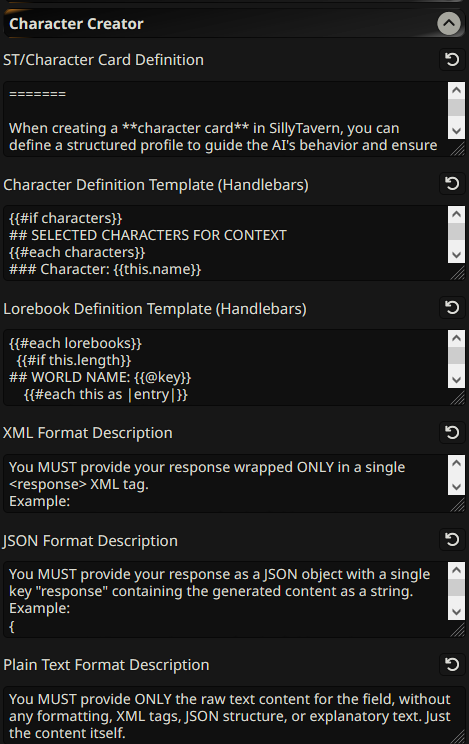 Character Creator
ST/Character Card Definition
=======
When creating a **character card** in SillyTavern, you can
define a structured profile to guide the AI's behavior and ensure
Character Definition Template (Handlebars)
{{#if characters}}
## SELECTED CHARACTERS FOR CONTEXT
{{#each characters}}
### Character: {{this.name}}
Lorebook Definition Template (Handlebars)
{{#each lorebooks}}
  {{#if this.length}}
## WORLD NAME: {{@key}}
    {{#each this as |entry|}}
XML Format Description
You MUST provide your response wrapped ONLY in a single
<response> XML tag.
Example:
JSON Format Description
You MUST provide your response as a JSON object with a single
key "response" containing the generated content as a string.
Example:
{
Plain Text Format Description
You MUST provide ONLY the raw text content for the field, without
any formatting, XML tags, JSON structure, or explanatory text. Just
the content itself.